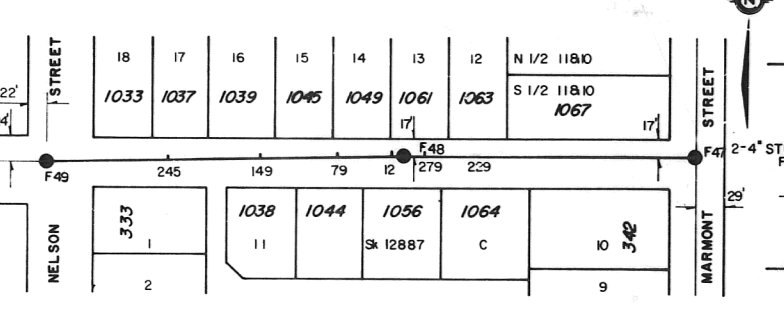 18 17 16 15 14 13 12 N 1/2 11&10
S 1/2 11&10
1033 1037 1039 1045 1049 1061 1063 1067
STREET
STREET
22'
4'
17'
17'
F48
F47
2-4" ST
F49
245 149 79 12 279 229
29'
333
1038 1044 1056 1064
342
1 11 Sk 12887 C 10
NELSON
MARMONT
2 9